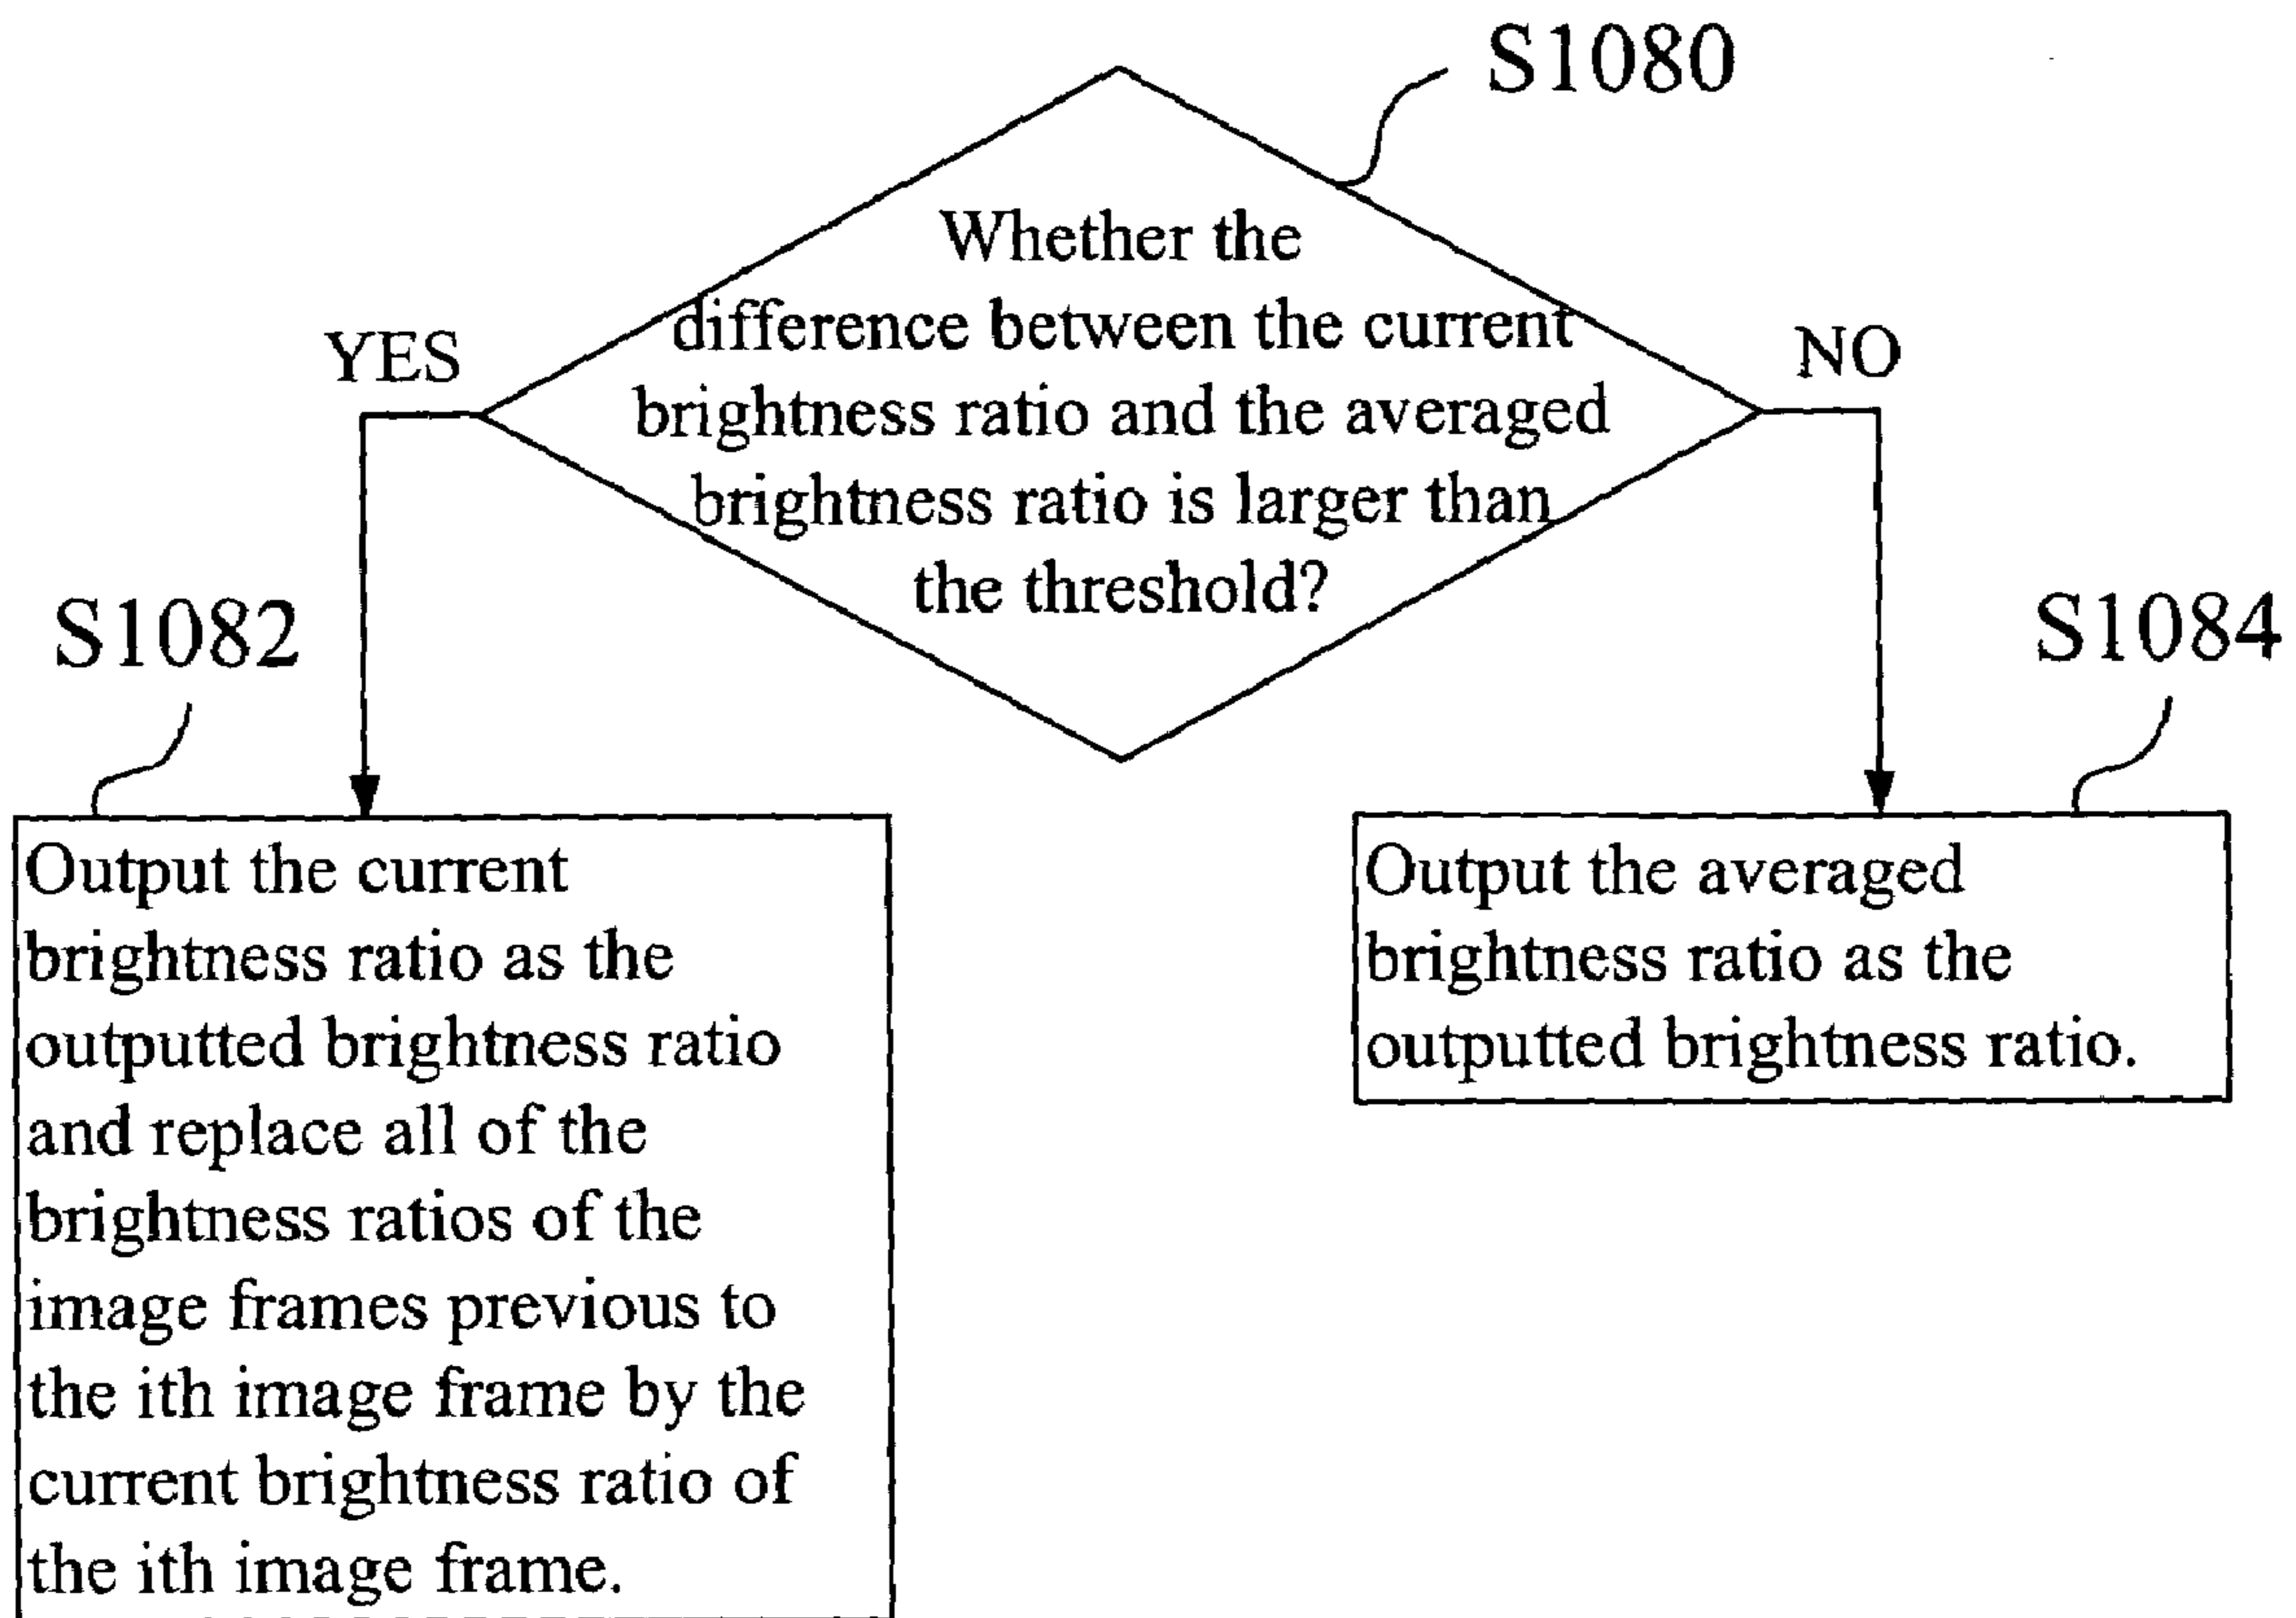 S1080
Whether the
difference between the current
brightness ratio and the averaged
brightness ratio is larger than
the threshold?
YES
NO
S1082
S1084
Output the current
brightness ratio as the
outputted brightness ratio
and replace all of the
brightness ratios of the
image frames previous to
the ith image frame by the
current brightness ratio of
the ith image frame.
Output the averaged
brightness ratio as the
outputted brightness ratio.